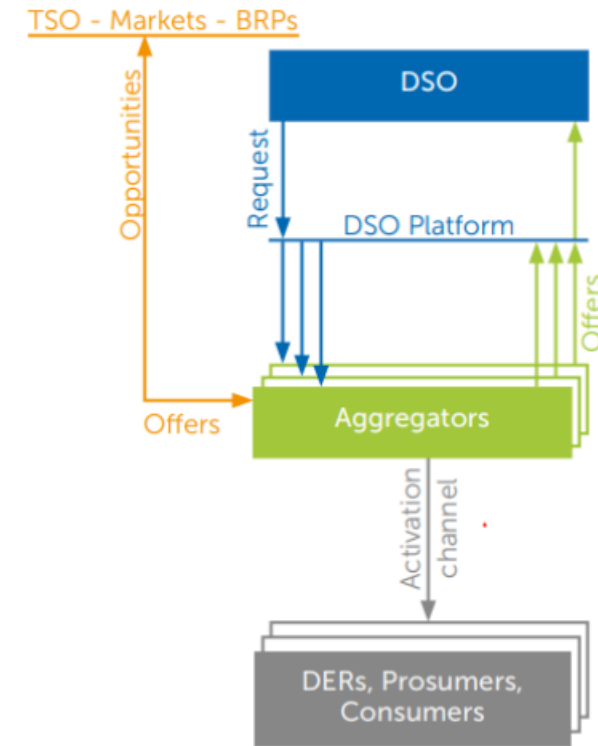 TSO - Markets - BRPs
DSO
Opportunities
Request
DSO Platform
Offers
Offers
Aggregators
Activation
channel
DERs, Prosumers,
Consumers